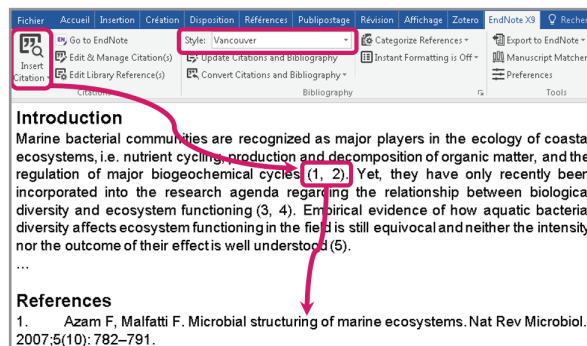 Fichier Accueil Insertion Création Disposition Références Publipostage Révision Affichage Zotero EndNote X9 Recher
Insert Citation
Go to EndNote
Edit & Manage Citation(s)
Edit Library Reference(s)
Citations
Style: Vancouver
Update Citations and Bibliography
Convert Citations and Bibliography
Categorize References
Instant Formatting is Off
Bibliography
Export to EndNote
Manuscript Matcher
Preferences
Tools
Introduction
Marine bacterial communities are recognized as major players in the ecology of coasta
ecosystems, i.e. nutrient cycling, production and decomposition of organic matter, and the
regulation of major biogeochemical cycles (1, 2). Yet, they have only recently been
incorporated into the research agenda regarding the relationship between biologica
diversity and ecosystem functioning (3, 4). Empirical evidence of how aquatic bacteria
diversity affects ecosystem functioning in the field is still equivocal and neither the intensity
nor the outcome of their effect is well understood (5).
...
References
1. Azam F, Malfatti F. Microbial structuring of marine ecosystems. Nat Rev Microbiol.
2007;5(10): 782–791.